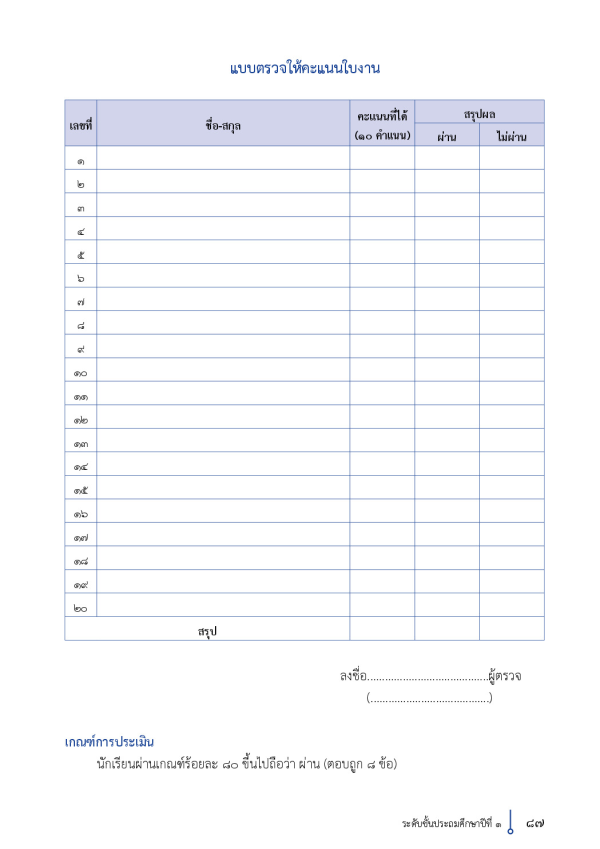 แบบตรวจให้คะแนนใบงาน
เลขที่ ชื่อ-สกุล คะแนนที่ได้ (๑๐ คำแนน) สรุปผล
ผ่าน ไม่ผ่าน
๑
๒
๓
๔
๕
๖
๗
๘
๙
๑๐
๑๑
๑๒
๑๓
๑๔
๑๕
๑๖
๑๗
๑๘
๑๙
๒๐
สรุป
ลงชื่อ.........................................ผู้ตรวจ
(........................................)
เกณฑ์การประเมิน
นักเรียนผ่านเกณฑ์ร้อยละ ๘๐ ขึ้นไปถือว่า ผ่าน (ตอบถูก ๘ ข้อ)
ระดับชั้นประถมศึกษาปีที่ ๑ ๘๗